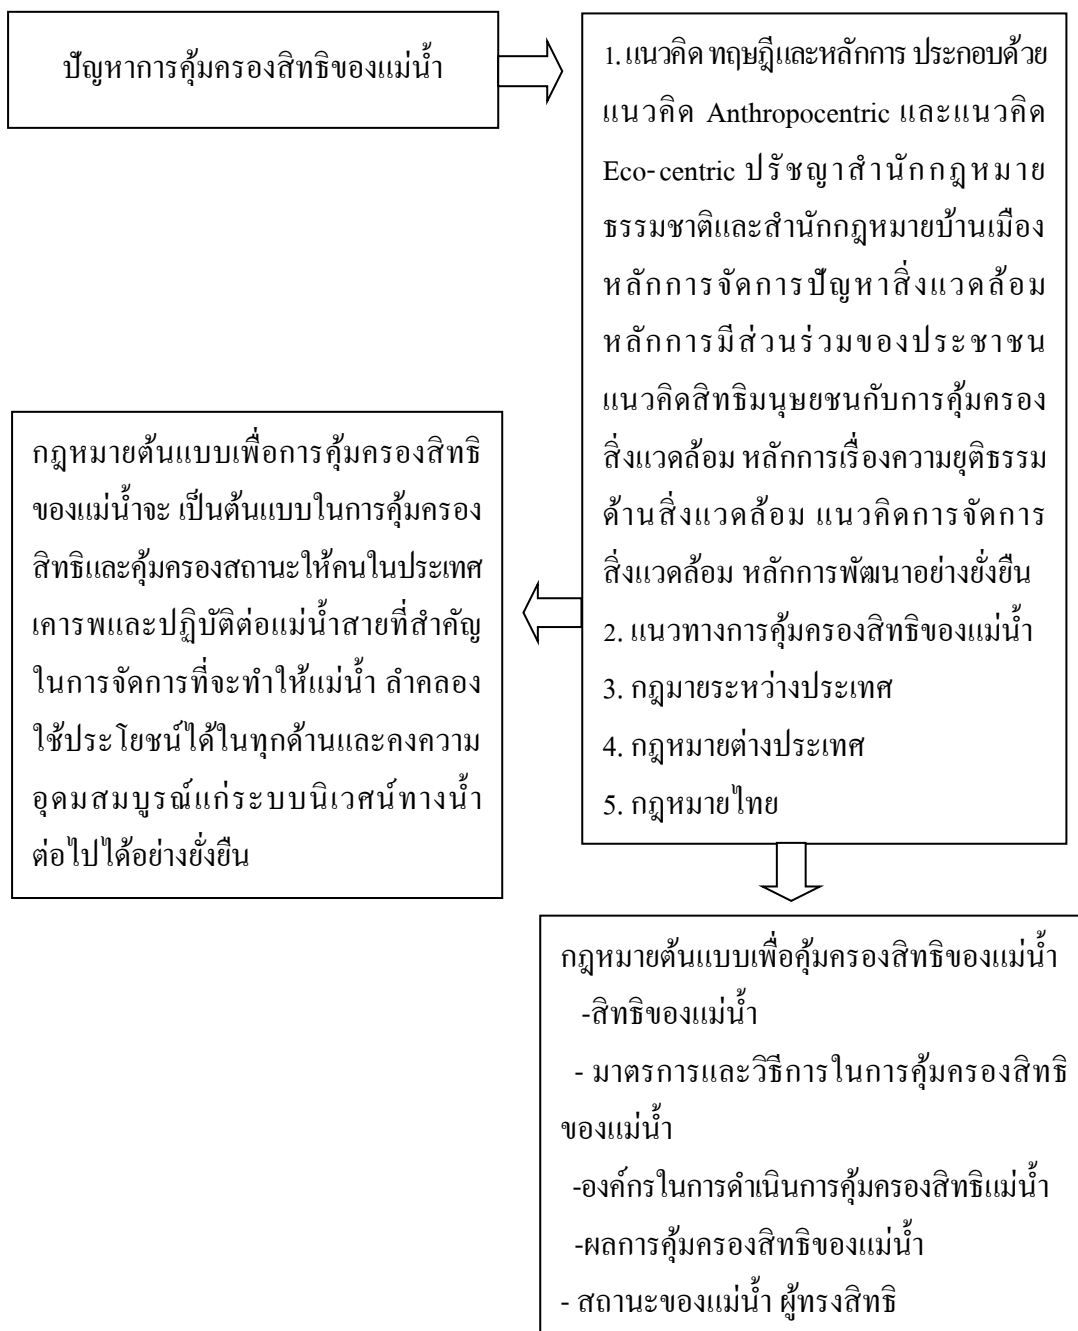 ปัญหาการคุ้มครองสิทธิของแม่น้ำ
1. แนวคิด ทฤษฎีและหลักการ ประกอบด้วย
แนวคิด Anthropocentric และแนวคิด
Eco-centric ปรัชญาสำนักกฎหมาย
ธรรมชาติและสำนักกฎหมายบ้านเมือง
หลักการจัดการปัญหาสิ่งแวดล้อม
หลักการมีส่วนร่วมของประชาชน
แนวคิดสิทธิมนุษยชนกับการคุ้มครอง
สิ่งแวดล้อม หลักการเรื่องความยุติธรรม
ด้านสิ่งแวดล้อม แนวคิดการจัดการ
สิ่งแวดล้อม หลักการพัฒนาอย่างยั่งยืน
2. แนวทางการคุ้มครองสิทธิของแม่น้ำ
3. กฎมายระหว่างประเทศ
4. กฎหมายต่างประเทศ
5. กฎหมายไทย
กฎหมายต้นแบบเพื่อการคุ้มครองสิทธิ
ของแม่น้ำจะ เป็นต้นแบบในการคุ้มครอง
สิทธิและคุ้มครองสถานะให้คนในประเทศ
เคารพและปฏิบัติต่อแม่น้ำสายที่สำคัญ
ในการจัดการที่จะทำให้แม่น้ำ ลำคลอง
ใช้ประโยชน์ได้ในทุกด้านและคงความ
อุดมสมบูรณ์แก่ระบบนิเวศน์ทางน้ำ
ต่อไปได้อย่างยั่งยืน
กฎหมายต้นแบบเพื่อคุ้มครองสิทธิของแม่น้ำ
-สิทธิของแม่น้ำ
- มาตรการและวิธีการในการคุ้มครองสิทธิ
ของแม่น้ำ
-องค์กรในการดำเนินการคุ้มครองสิทธิแม่น้ำ
-ผลการคุ้มครองสิทธิของแม่น้ำ
- สถานะของแม่น้ำ ผู้ทรงสิทธิ